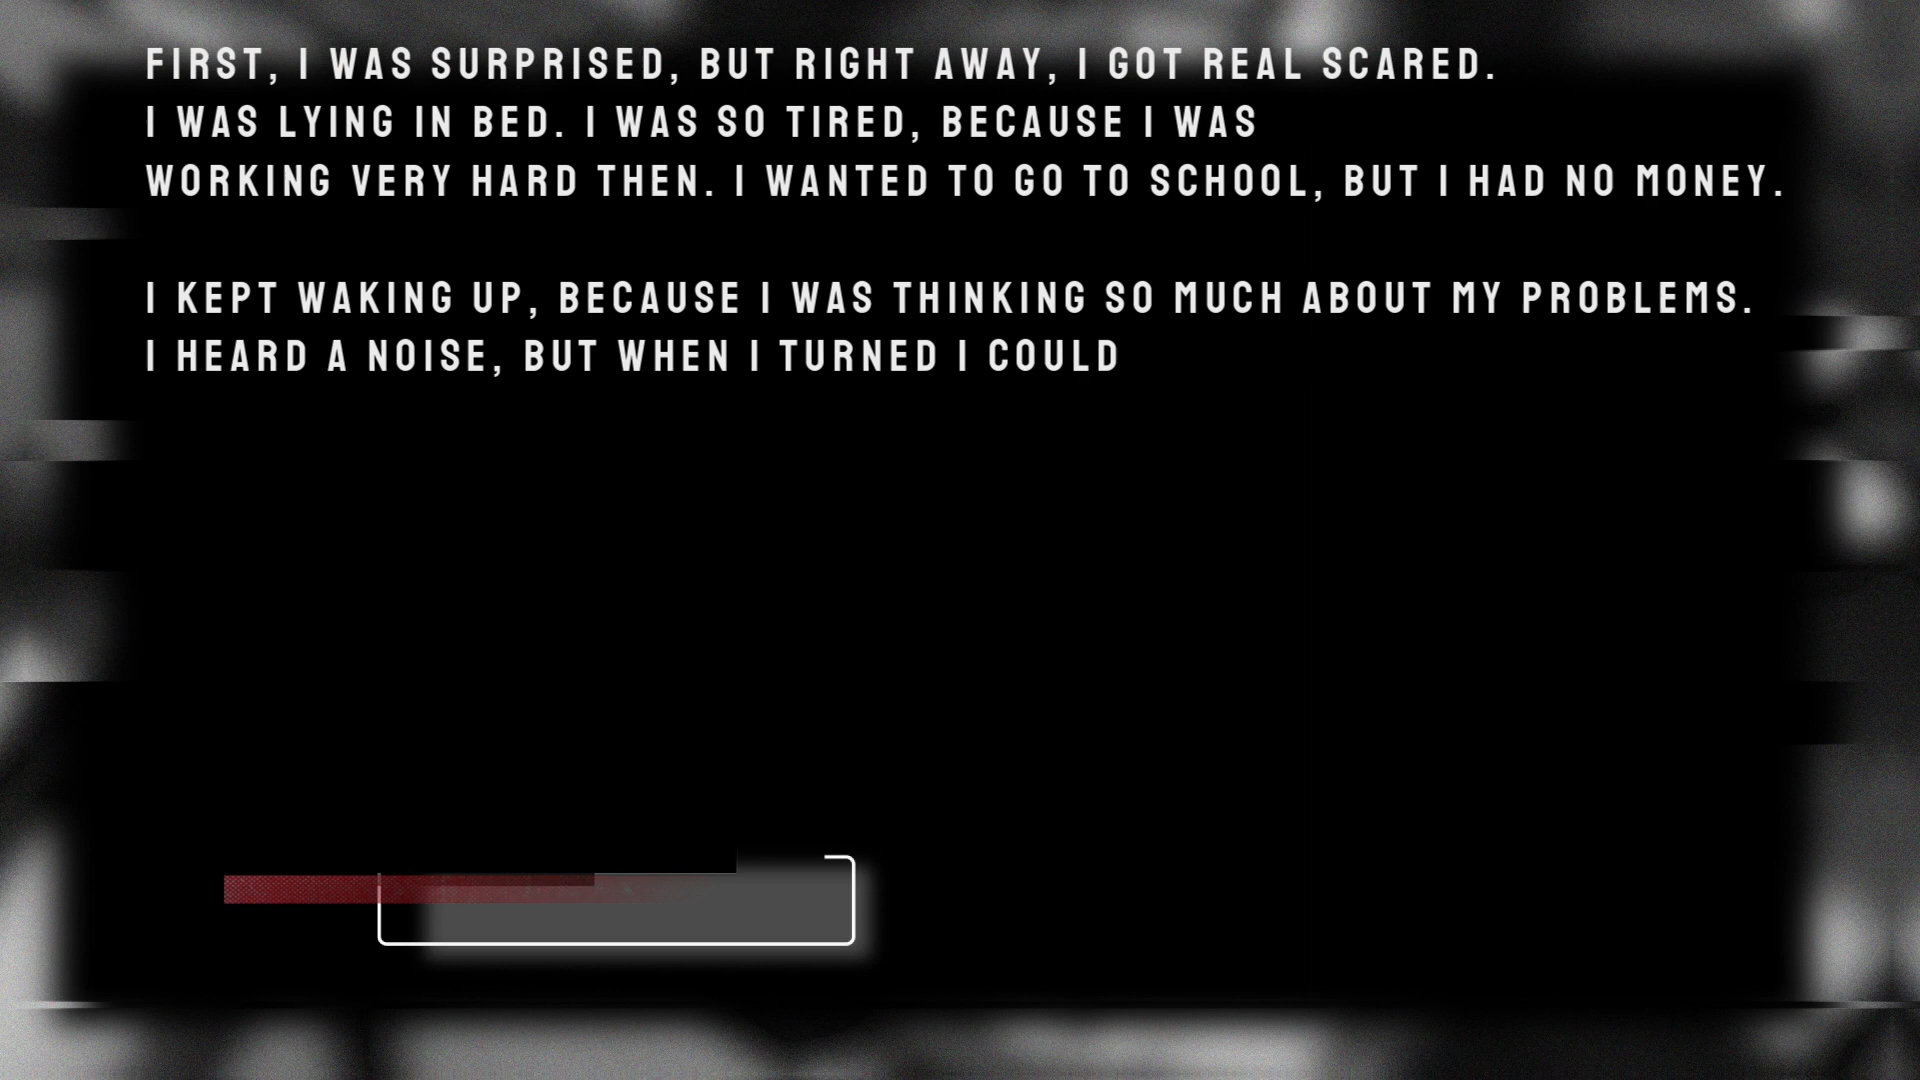 FIRST, I WAS SURPRISED, BUT RIGHT AWAY, I GOT REAL SCARED.
I WAS LYING IN BED. I WAS SO TIRED, BECAUSE I WAS
WORKING VERY HARD THEN. I WANTED TO GO TO SCHOOL, BUT I HAD NO MONEY.
I KEPT WAKING UP, BECAUSE I WAS THINKING SO MUCH ABOUT MY PROBLEMS.
I HEARD A NOISE, BUT WHEN I TURNED I COULD